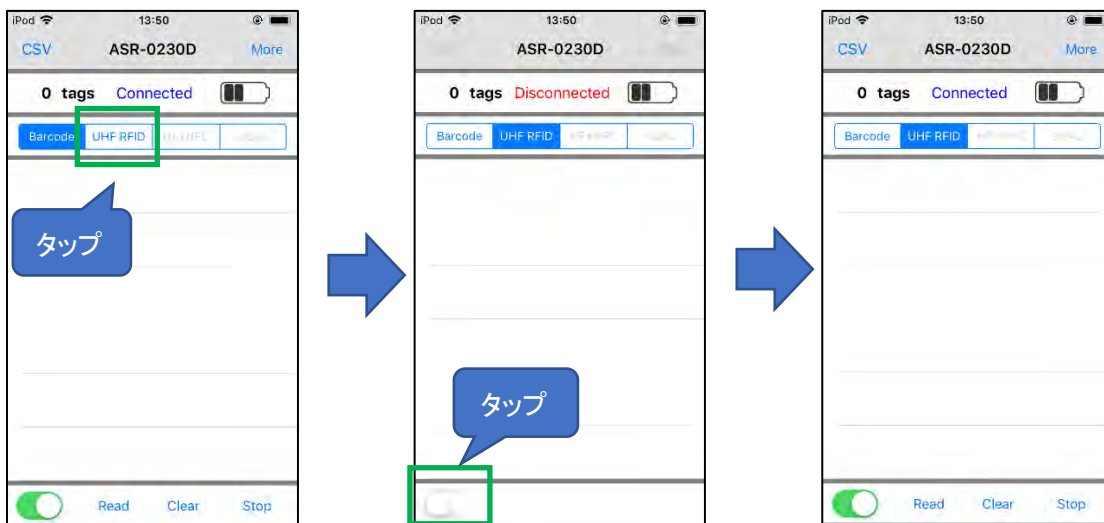 iPod 13:50
CSV ASR-0230D More
0 tags Connected
Barcode UHF RFID
タップ
Read Clear Stop
iPod 13:50
ASR-0230D
0 tags Disconnected
Barcode UHF RFID
タップ
iPod 13:50
CSV ASR-0230D More
0 tags Connected
Barcode UHF RFID
Read Clear Stop